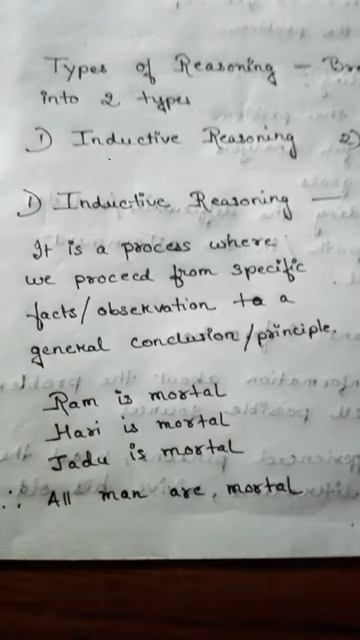 Types of Reasoning - Bro
into 2 types
1) Inductive Reasoning 2)
1) Inductive Reasoning -
It is a process where
we proceed from specific
facts/observation to a
general conclusion/principle.
Ram is mortal
Hari is mortal
Jadu is mortal
∴ All man are, mortal